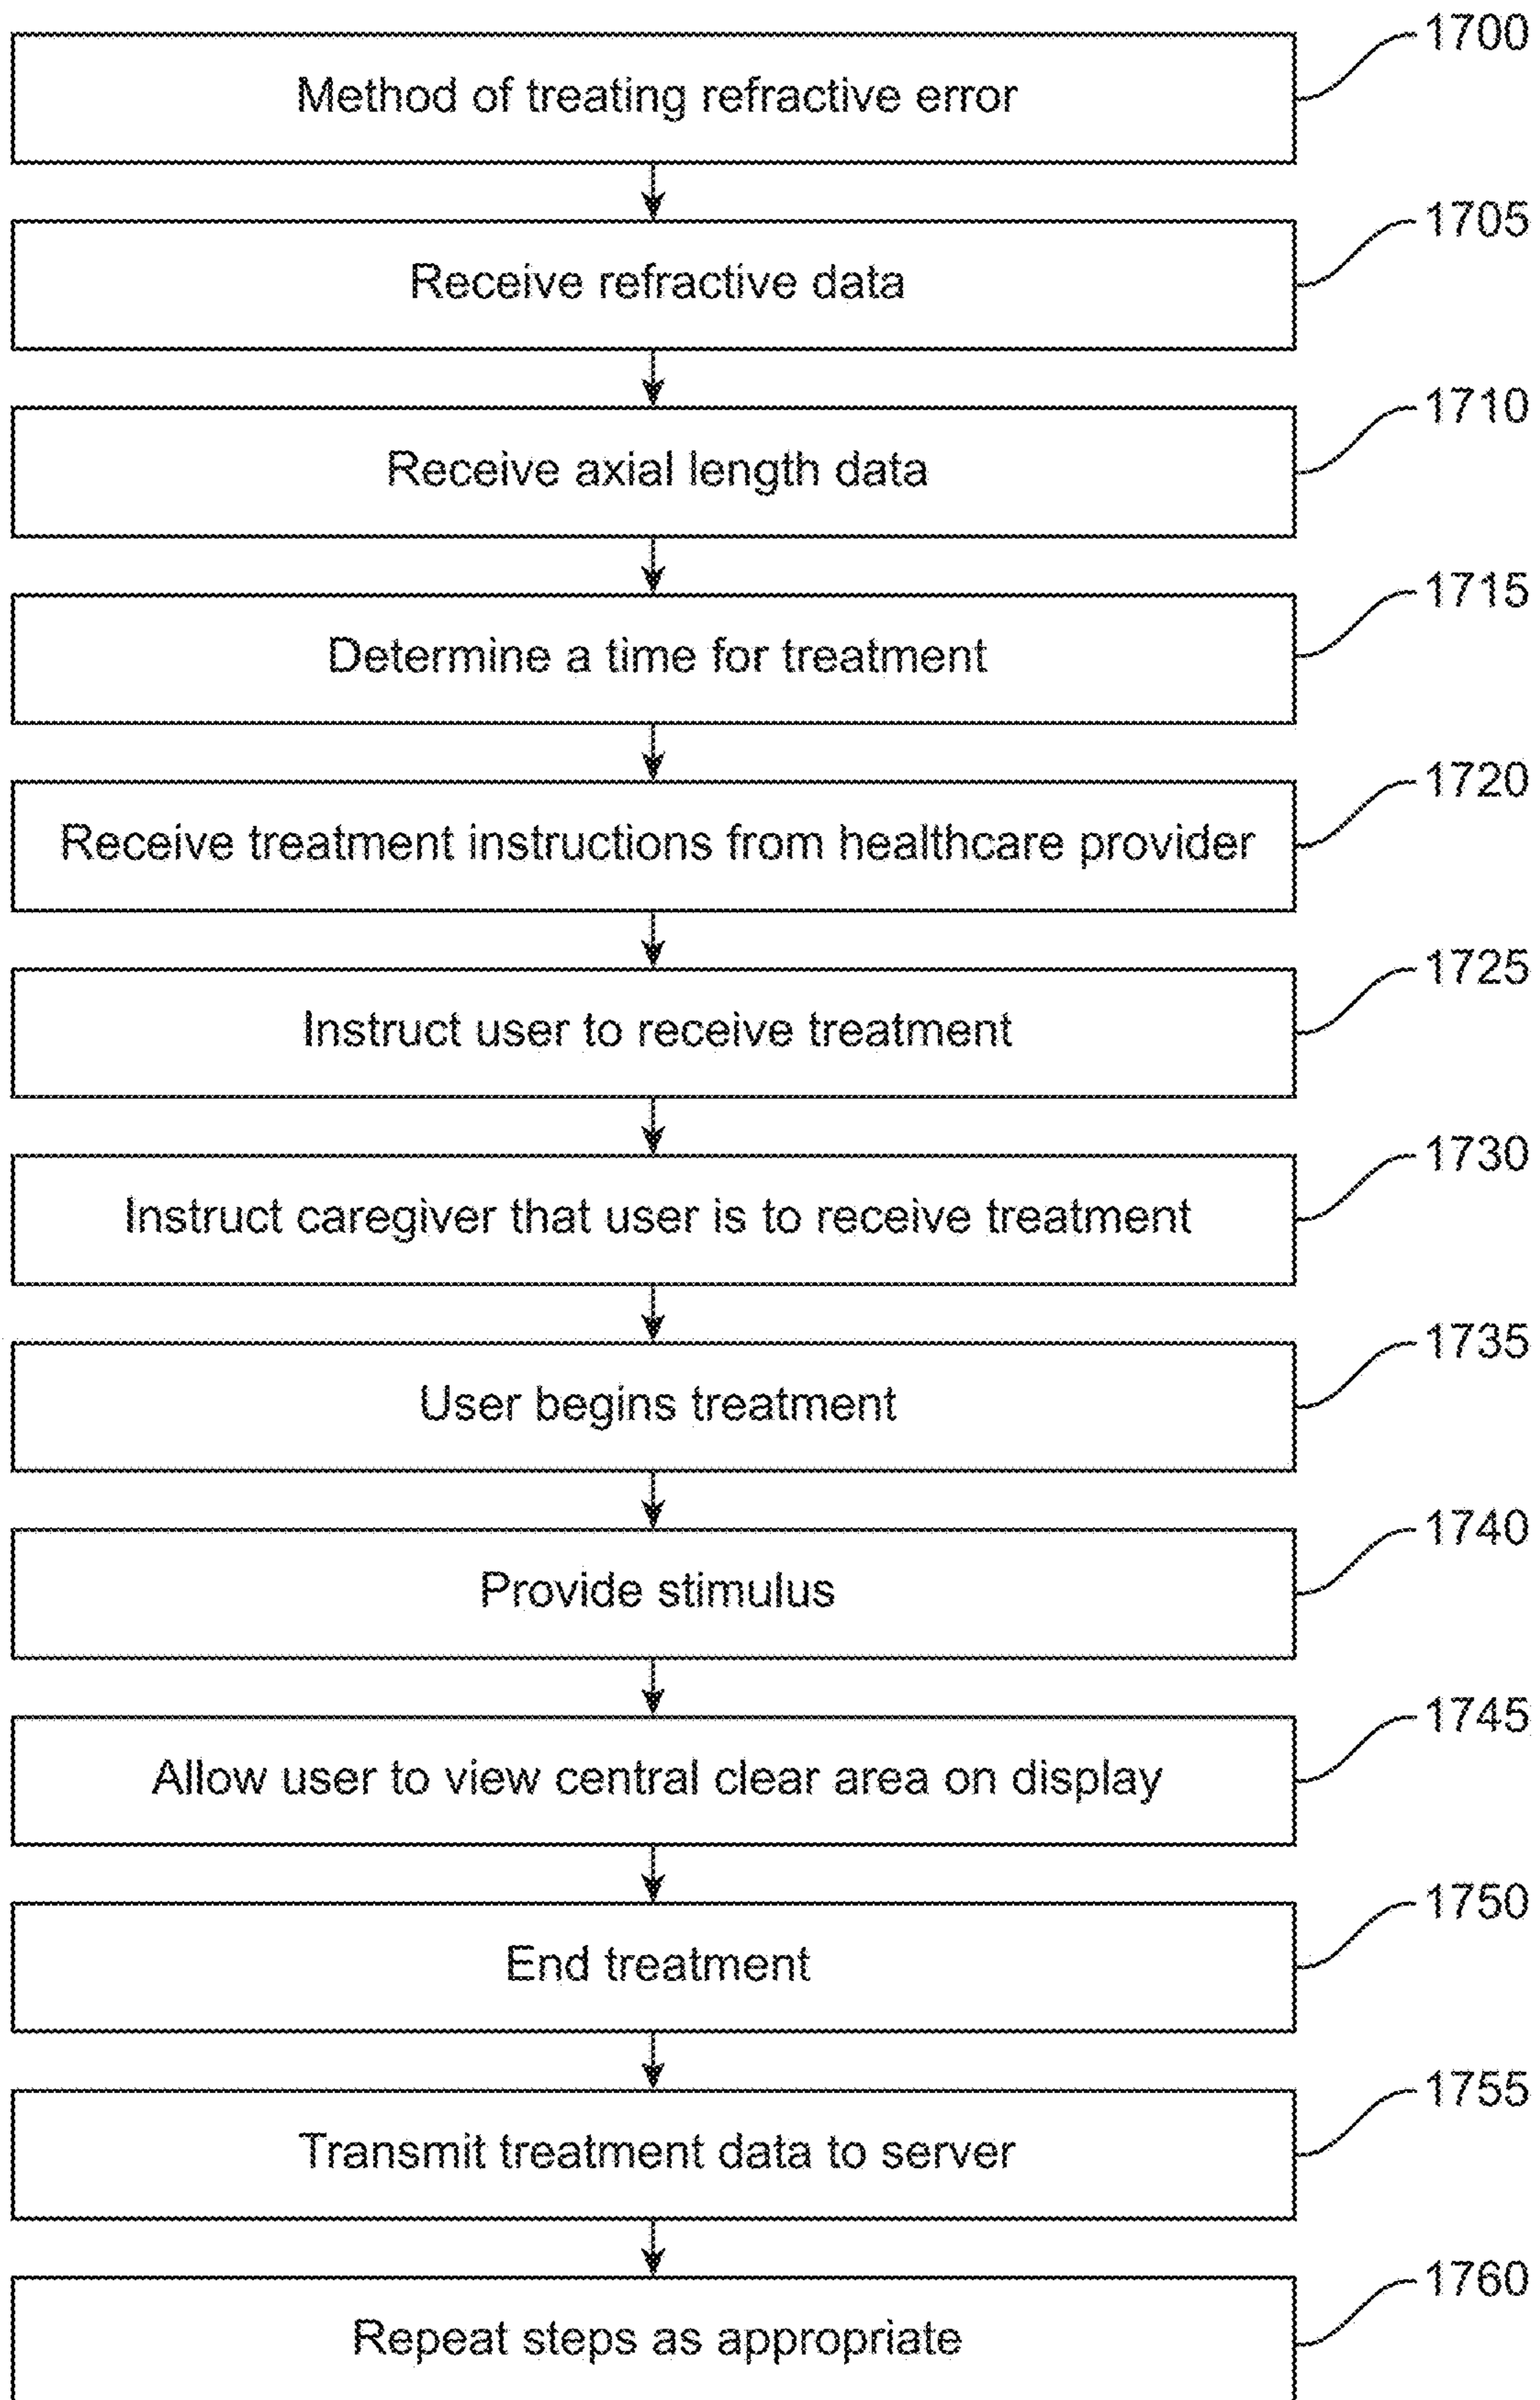 1700
Method of treating refractive error
1705
Receive refractive data
1710
Receive axial length data
1715
Determine a time for treatment
1720
Receive treatment instructions from healthcare provider
1725
Instruct user to receive treatment
1730
Instruct caregiver that user is to receive treatment
1735
User begins treatment
1740
Provide stimulus
1745
Allow user to view central clear area on display
1750
End treatment
1755
Transmit treatment data to server
1760
Repeat steps as appropriate